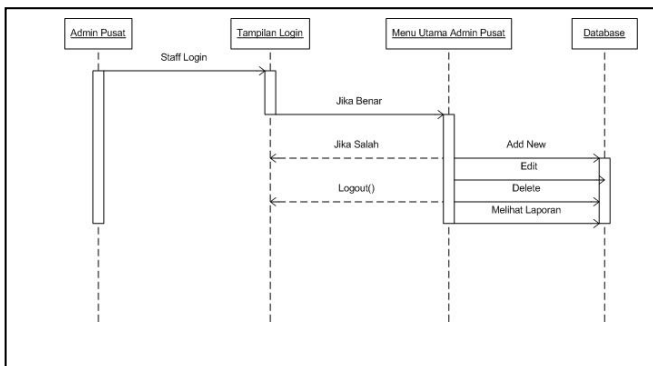 Admin Pusat
Tampilan Login
Menu Utama Admin Pusat
Database
Staff Login
Jika Benar
Jika Salah
Add New
Edit
Logout()
Delete
Melihat Laporan